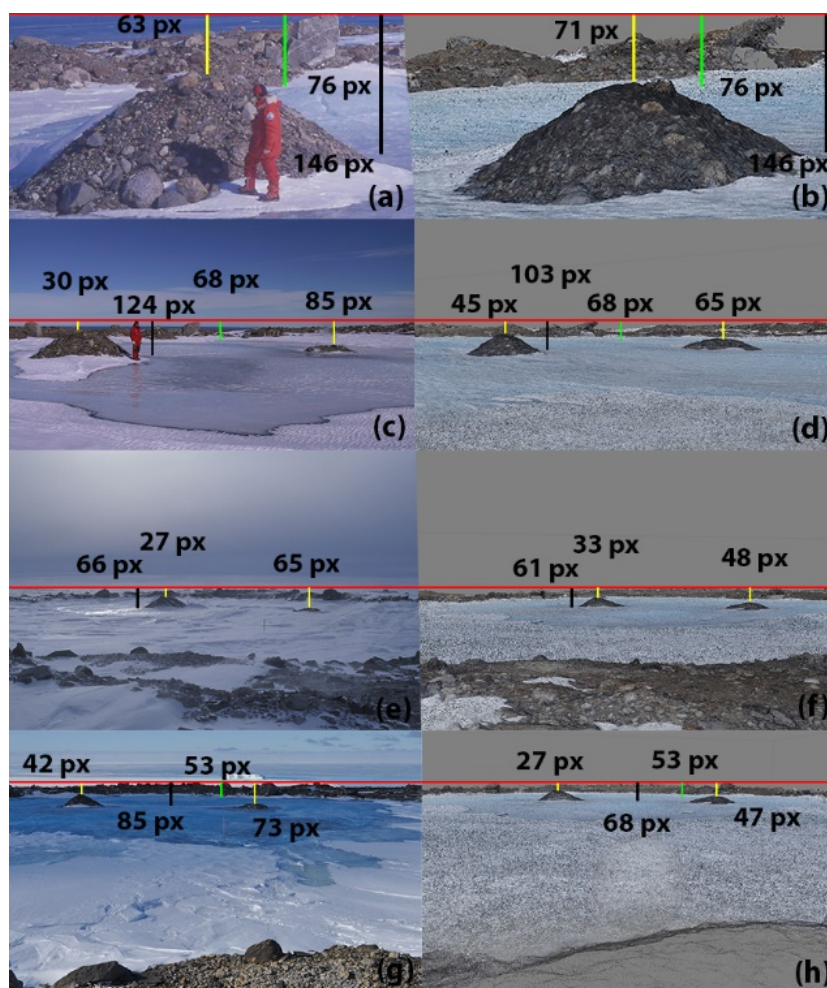 63 px
76 px
146 px
(a)
71 px
76 px
146 px
(b)
30 px
68 px
124 px
85 px
(c)
103 px
45 px
68 px
65 px
(d)
27 px
66 px
65 px
(e)
33 px
61 px
48 px
(f)
42 px
53 px
85 px
73 px
(g)
27 px
53 px
68 px
47 px
(h)